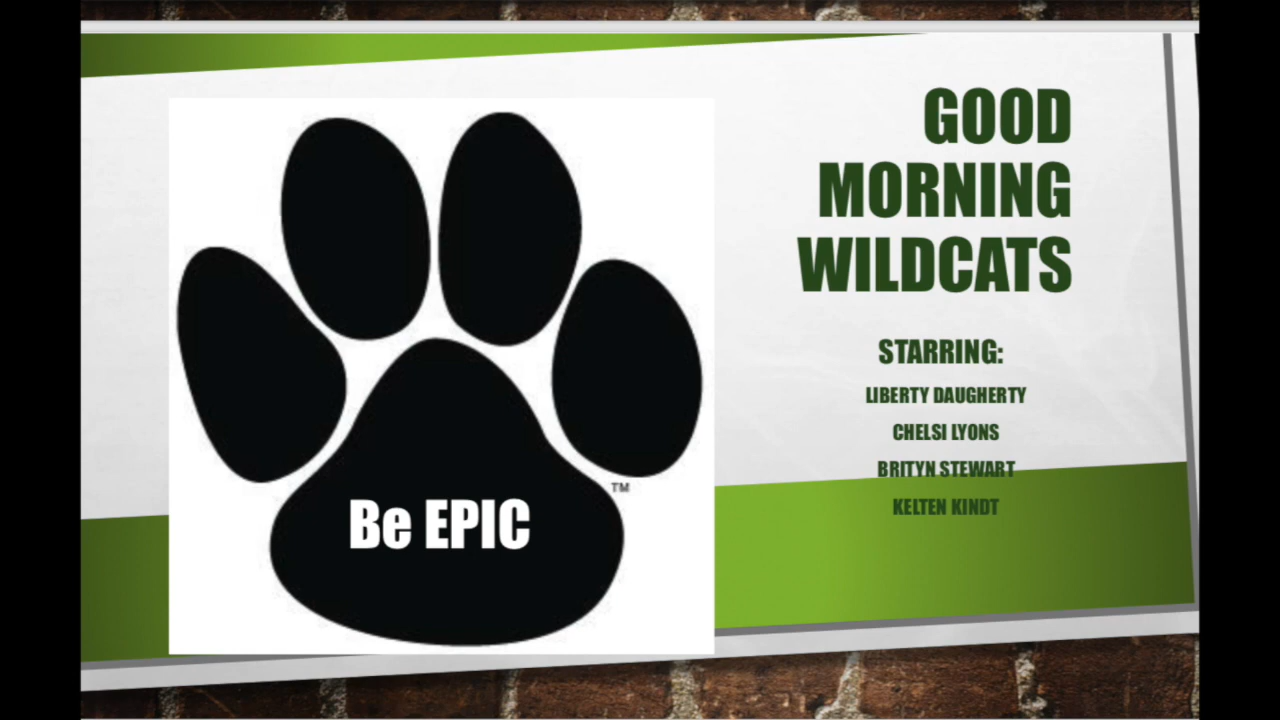 GOOD
MORNING
WILDCATS
STARRING:
LIBERTY DAUGHERTY
CHELSI LYONS
BRITYN STEWART
KELTEN KINDT
Be EPIC
TM